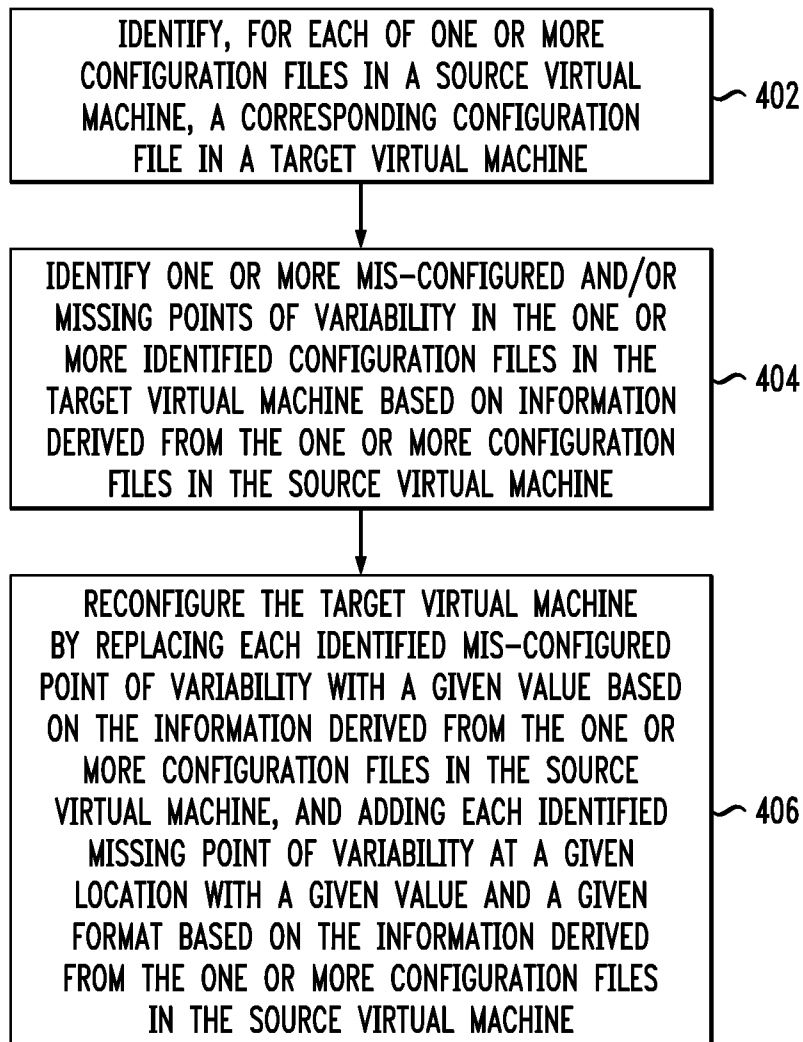 IDENTIFY, FOR EACH OF ONE OR MORE
CONFIGURATION FILES IN A SOURCE VIRTUAL
MACHINE, A CORRESPONDING CONFIGURATION
FILE IN A TARGET VIRTUAL MACHINE
402
IDENTIFY ONE OR MORE MIS-CONFIGURED AND/OR
MISSING POINTS OF VARIABILITY IN THE ONE OR
MORE IDENTIFIED CONFIGURATION FILES IN THE
TARGET VIRTUAL MACHINE BASED ON INFORMATION
DERIVED FROM THE ONE OR MORE CONFIGURATION
FILES IN THE SOURCE VIRTUAL MACHINE
404
RECONFIGURE THE TARGET VIRTUAL MACHINE
BY REPLACING EACH IDENTIFIED MIS-CONFIGURED
POINT OF VARIABILITY WITH A GIVEN VALUE BASED
ON THE INFORMATION DERIVED FROM THE ONE OR
MORE CONFIGURATION FILES IN THE SOURCE
VIRTUAL MACHINE, AND ADDING EACH IDENTIFIED
MISSING POINT OF VARIABILITY AT A GIVEN
LOCATION WITH A GIVEN VALUE AND A GIVEN
FORMAT BASED ON THE INFORMATION DERIVED
FROM THE ONE OR MORE CONFIGURATION FILES
IN THE SOURCE VIRTUAL MACHINE
406